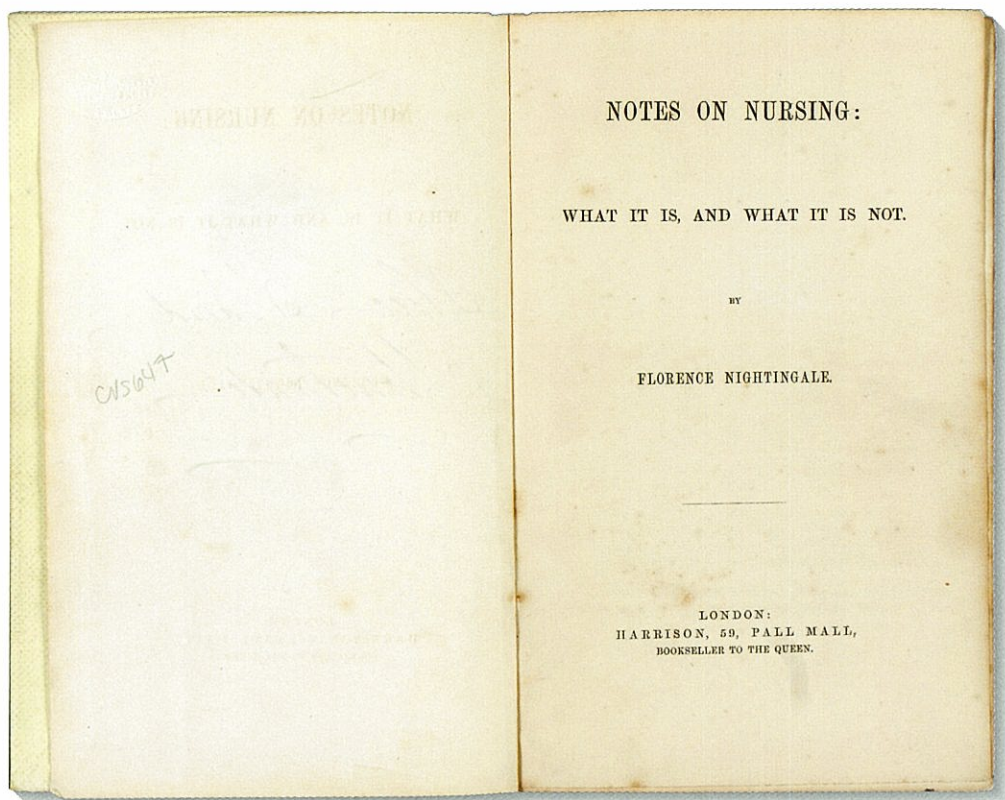 CN5647
NOTES ON NURSING:
WHAT IT IS, AND WHAT IT IS NOT.
BY
FLORENCE NIGHTINGALE.
LONDON:
HARRISON, 59, PALL MALL,
BOOKSELLER TO THE QUEEN.